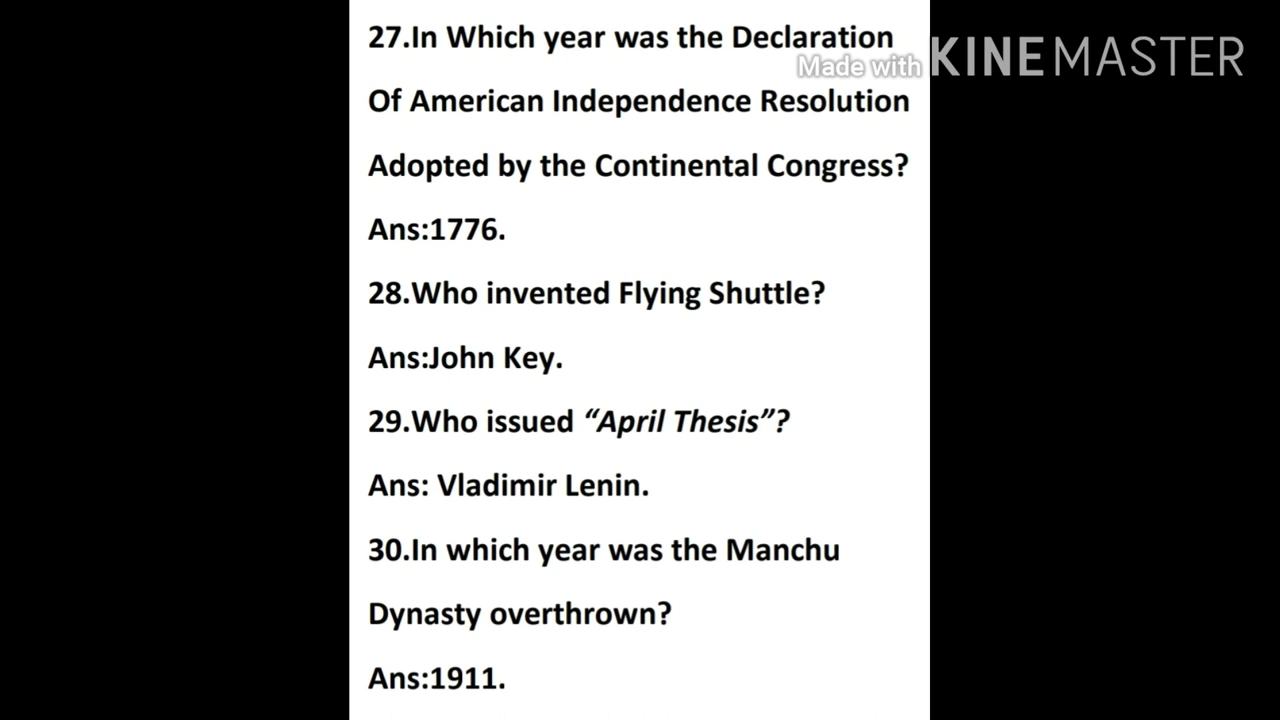 27.In Which year was the Declaration
Made with KINEMASTER
Of American Independence Resolution
Adopted by the Continental Congress?
Ans:1776.
28.Who invented Flying Shuttle?
Ans:John Key.
29.Who issued “April Thesis”?
Ans: Vladimir Lenin.
30.In which year was the Manchu
Dynasty overthrown?
Ans:1911.